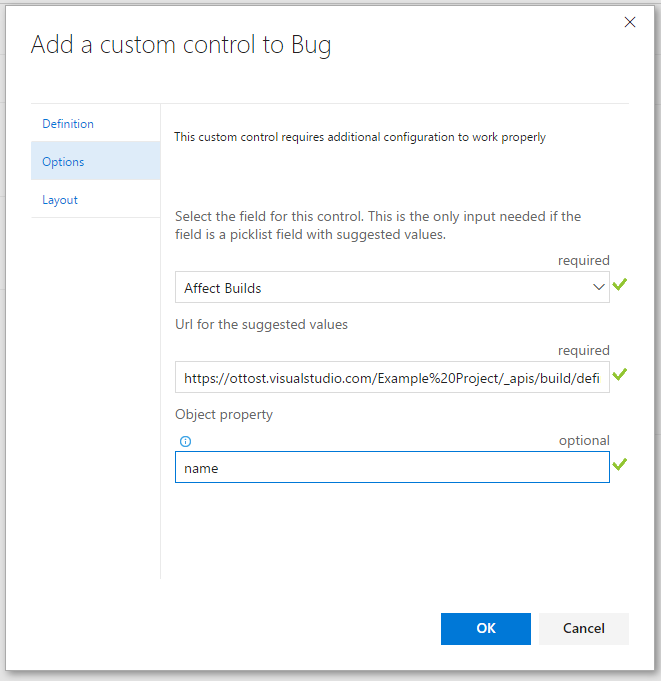 Add a custom control to Bug
Definition
Options
Layout
This custom control requires additional configuration to work properly
Select the field for this control. This is the only input needed if the
field is a picklist field with suggested values.
required
Affect Builds
Url for the suggested values
required
https://ottost.visualstudio.com/Example%20Project/_apis/build/defi
Object property
optional
name
OK
Cancel